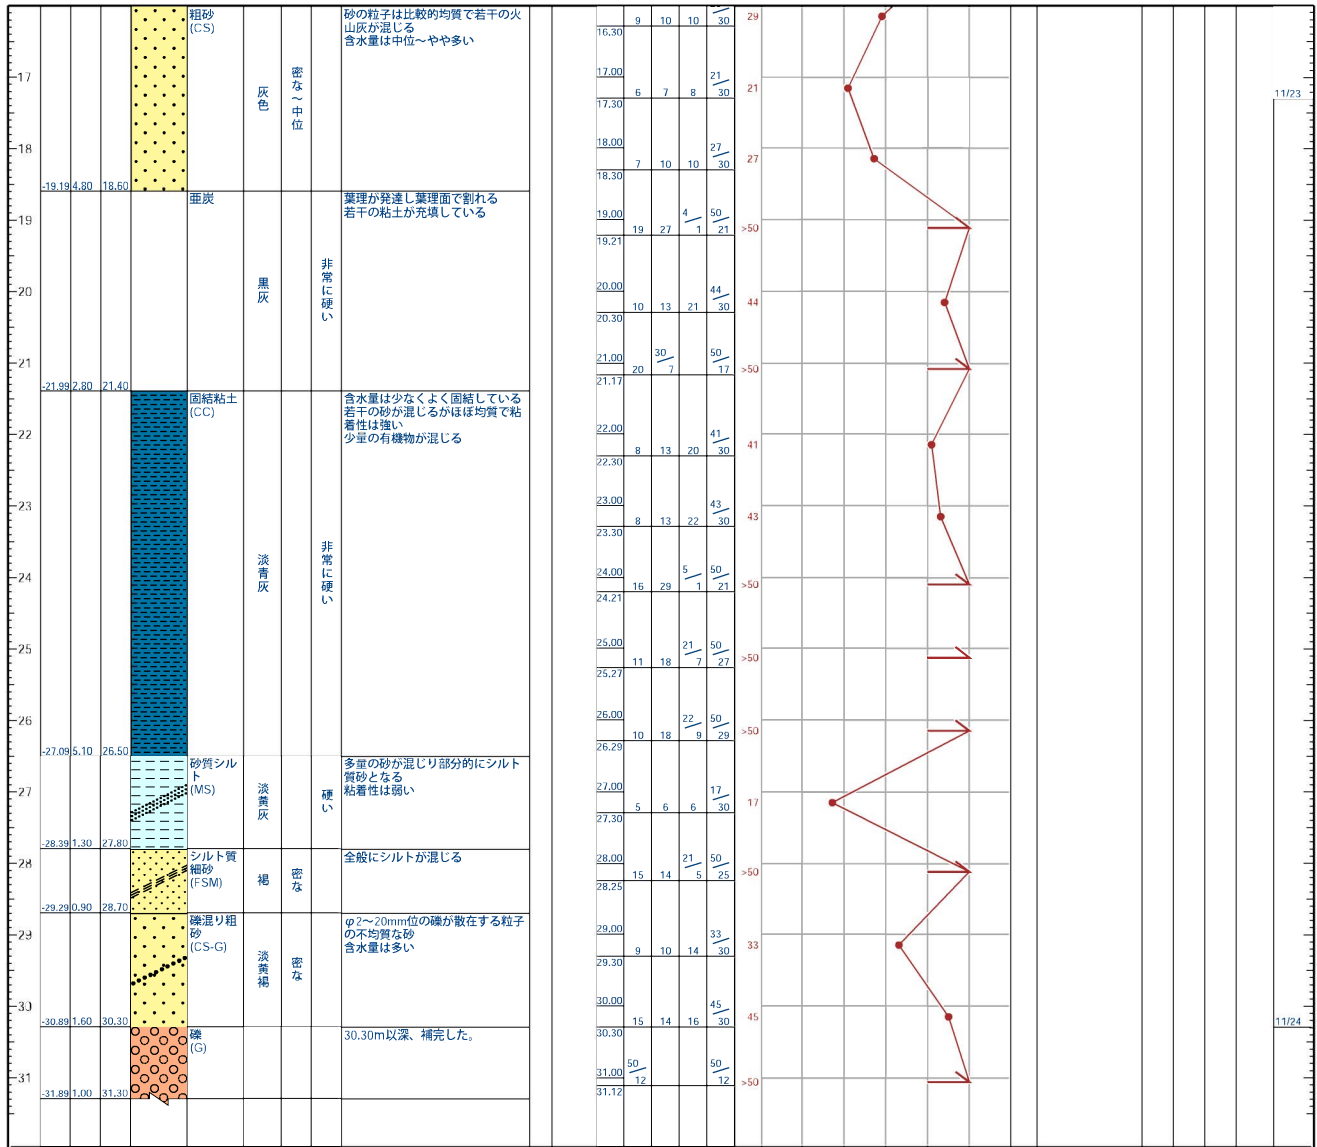 粗砂
(CS)
砂の粒子は比較的均質で若干の火
山灰が混じる
含水量は中位～やや多い
灰色
密な～中位
9 10 10 30
16.30
29
17
17.00
6 7 8 21 30
17.30
21
11/23
18
18.00
7 10 10 27 30
18.30
27
-19.19 4.80 18.60
亜炭
葉理が発達し葉理面で割れる
若干の粘土が充填している
黒灰
非常に硬い
19
19.00
19 27 4 1 50 21
19.21
>50
20
20.00
10 13 21 44 30
20.30
44
21
21.00
20 30 7 50 17
21.17
>50
-21.99 2.80 21.40
固結粘土
(CC)
含水量は少なくよく固結している
若干の砂が混じるがほぼ均質で粘
着性は強い
少量の有機物が混じる
淡青灰
非常に硬い
22
22.00
8 13 20 41 30
22.30
41
23
23.00
8 13 22 43 30
23.30
43
24
24.00
16 29 5 1 50 21
24.21
>50
25
25.00
11 18 21 7 50 27
25.27
>50
26
26.00
10 18 22 9 50 29
26.29
>50
-27.09 5.10 26.50
砂質シル
ト
(MS)
多量の砂が混じり部分的にシルト
質砂となる
粘着性は弱い
淡黄灰
硬い
27
27.00
5 6 6 17 30
27.30
17
-28.39 1.30 27.80
シルト質
細砂
(FSM)
全般にシルトが混じる
褐
密な
28
28.00
15 14 21 5 50 25
28.25
>50
-29.29 0.90 28.70
礫混り粗
砂
(CS-G)
φ2～20mm位の礫が散在する粒子
の不均質な砂
含水量は多い
淡黄褐
密な
29
29.00
9 10 14 33 30
29.30
33
30
30.00
15 14 16 45 30
30.30
45
11/24
-30.89 1.60 30.30
礫
(G)
30.30m以深、補完した。
31
31.00
50 12 50 12
31.12
>50
-31.89 1.00 31.30